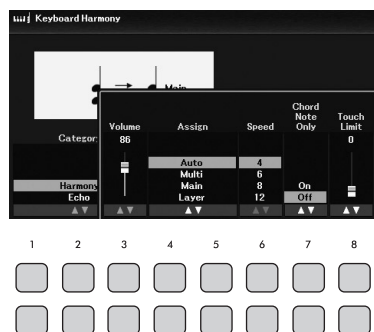 Keyboard Harmony
Main
Categor
Harmony
Echo
Volume
86
Assign
Auto
Multi
Main
Layer
Speed
4
6
8
12
Chord
Note
Only
On
Off
Touch
Limit
0
1 2 3 4 5 6 7 8